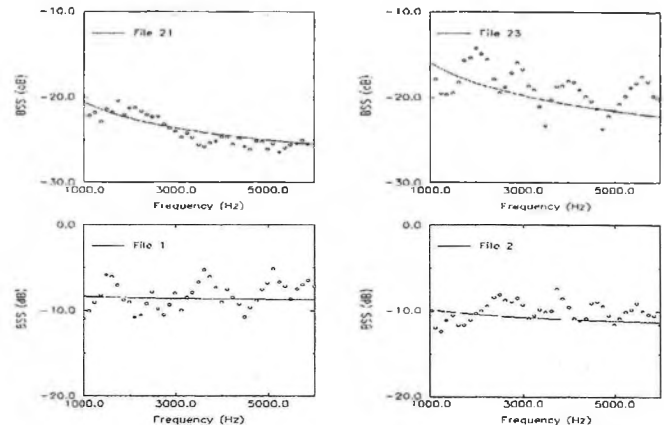 -10.0
File 21
BSS (dB)
-20.0
-30.0
1000.0 3000.0 5000.0
Frequency (Hz)
-10.0
File 23
BSS (dB)
-20.0
-30.0
1000.0 3000.0 5000.0
Frequency (Hz)
0.0
File 1
BSS (dB)
-10.0
-20.0
1000.0 3000.0 5000.0
Frequency (Hz)
0.0
File 2
BSS (dB)
-10.0
-20.0
1000.0 3000.0 5000.0
Frequency (Hz)